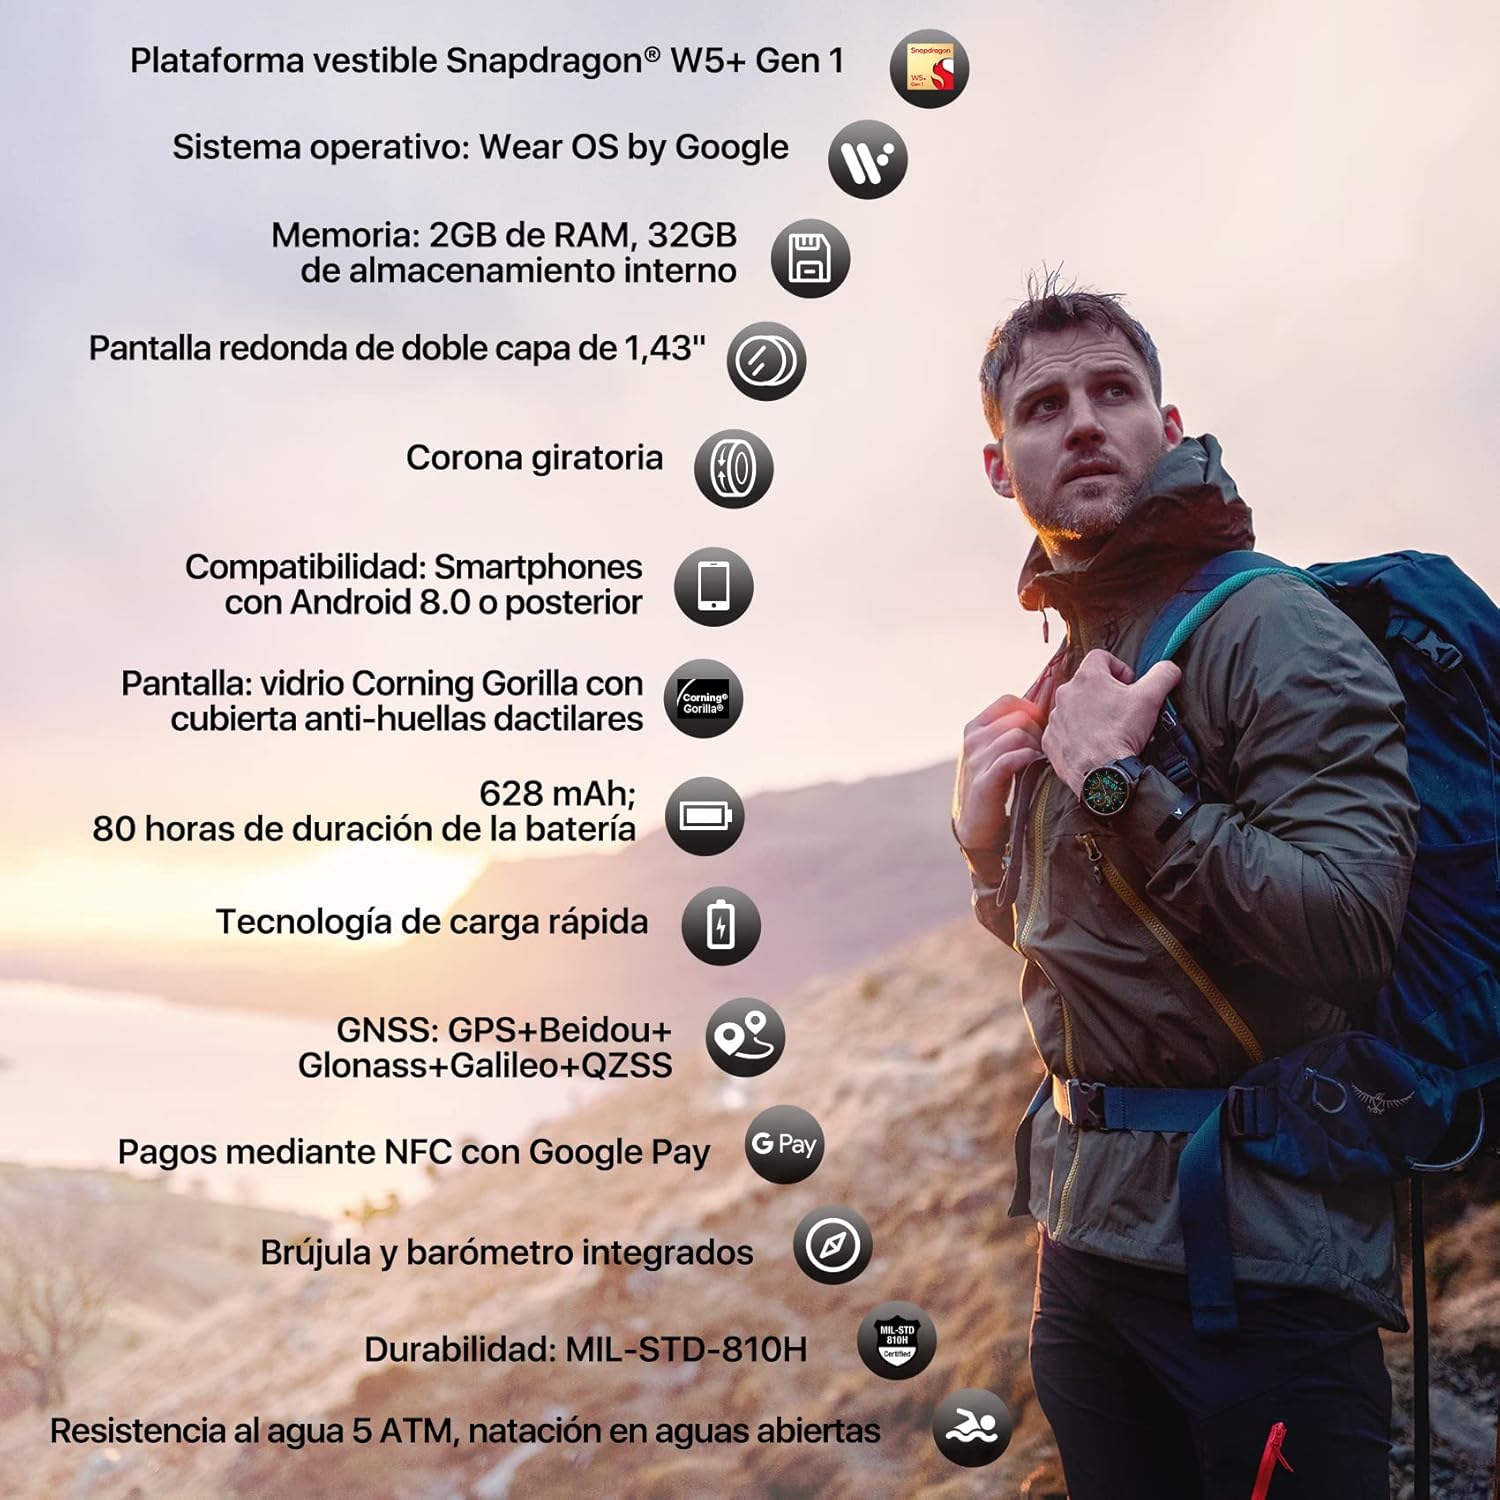 Plataforma vestible Snapdragon® W5+ Gen 1
Snapdragon
W5+
Gen 1
Sistema operativo: Wear OS by Google
Memoria: 2GB de RAM, 32GB
de almacenamiento interno
Pantalla redonda de doble capa de 1,43"
Corona giratoria
Compatibilidad: Smartphones
con Android 8.0 o posterior
Pantalla: vidrio Corning Gorilla con
cubierta anti-huellas dactilares
Corning®
Gorilla®
628 mAh;
80 horas de duración de la batería
Tecnología de carga rápida
GNSS: GPS+Beidou+
Glonass+Galileo+QZSS
Pagos mediante NFC con Google Pay
G Pay
Brújula y barómetro integrados
Durabilidad: MIL-STD-810H
MIL-STD
810H
Certified
Resistencia al agua 5 ATM, natación en aguas abiertas